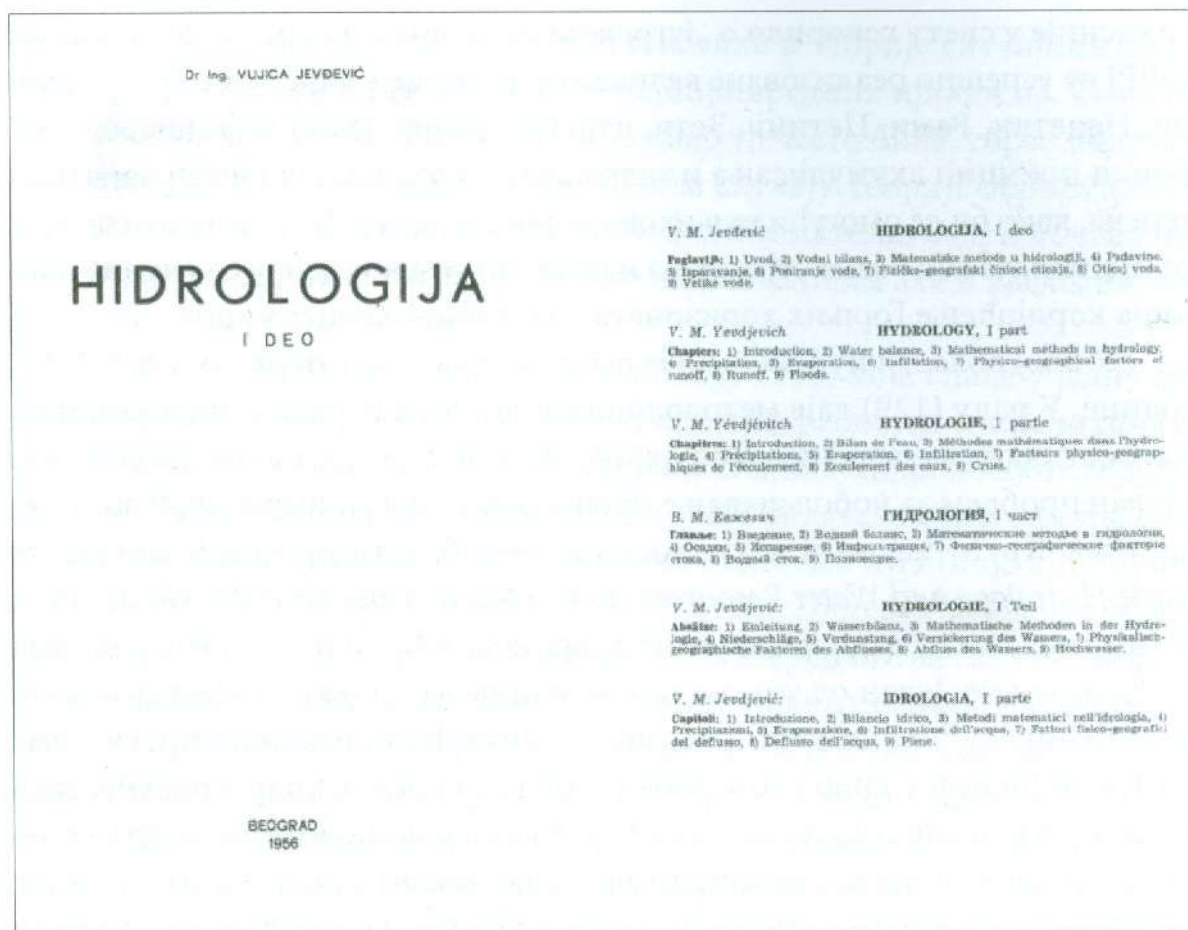 Dr Ing. VUJICA JEVĐEVIĆ
HIDROLOGIJA
I DEO
BEOGRAD
1956
V. M. Jevđević HIDROLOGIJA, I deo
Poglavlja: 1) Uvod, 2) Vodni bilans, 3) Matematske metode u hidrologiji, 4) Padavine,
5) Isparavanje, 6) Poniranje vode, 7) Fizičko-geografski činioci oticaja, 8) Oticaj voda,
9) Velike vode.
V. M. Yevdjevich HYDROLOGY, I part
Chapters: 1) Introduction, 2) Water balance, 3) Mathematical methods in hydrology,
4) Precipitation, 5) Evaporation, 6) Infiltration, 7) Physico-geographical factors of
runoff, 8) Runoff, 9) Floods.
V. M. Yévdjévitch HYDROLOGIE, I partie
Chapitres: 1) Introduction, 2) Bilan de l'eau, 3) Méthodes mathématiques dans l'hydro-
logie, 4) Précipitations, 5) Evaporation, 6) Infiltration, 7) Facteurs physico-geograp-
hiques de l'écoulement, 8) Ecoulement des eaux, 9) Crues.
В. М. Евжевич ГИДРОЛОГИЯ, I част
1) Введение, 2) Водний баланс, 3) Математические методье в гидрологии,
4) Осадки, 5) Испарение, 6) Инфильтрация, 7) Физично-географические факторие
стока, 8) Водный сток, 9) Половодие.
V. M. Jevdjević: HYDROLOGIE, I Teil
Absätze: 1) Einleitung, 2) Wasserbilanz, 3) Mathematische Methoden in der Hydro-
logie, 4) Niederschläge, 5) Verdunstung, 6) Versickerung des Wassers, 7) Physikalisch-
geographische Faktoren des Abflusses, 8) Abfluss des Wassers, 9) Hochwasser.
V. M. Jevdjević: IDROLOGIA, I parte
Capitoli: 1) Introduzione, 2) Bilancio idrico, 3) Metodi matematici nell'idrologia, 4)
Precipitazioni, 5) Evaporazione, 6) Infiltrazione dell'acqua, 7) Fattori fisico-geografici
del deflusso, 8) Deflusso dell'acqua, 9) Piene.